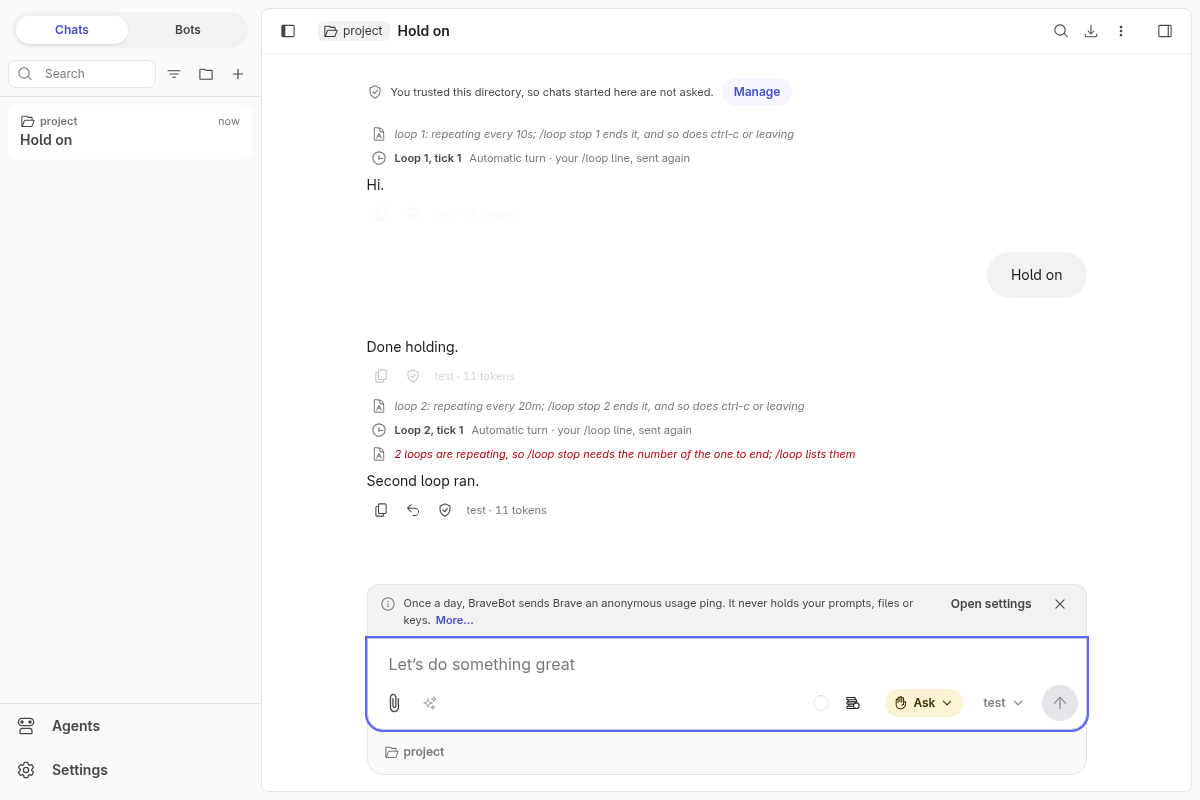 Chats
Bots
Search
project
now
Hold on
Agents
Settings
project
Hold on
You trusted this directory, so chats started here are not asked.
Manage
loop 1: repeating every 10s; /loop stop 1 ends it, and so does ctrl-c or leaving
Loop 1, tick 1 Automatic turn · your /loop line, sent again
Hi.
Hold on
Done holding.
test · 11 tokens
loop 2: repeating every 20m; /loop stop 2 ends it, and so does ctrl-c or leaving
Loop 2, tick 1 Automatic turn · your /loop line, sent again
2 loops are repeating, so /loop stop needs the number of the one to end; /loop lists them
Second loop ran.
test · 11 tokens
Once a day, BraveBot sends Brave an anonymous usage ping. It never holds your prompts, files or
keys. More...
Open settings
Let's do something great
Ask
test
project